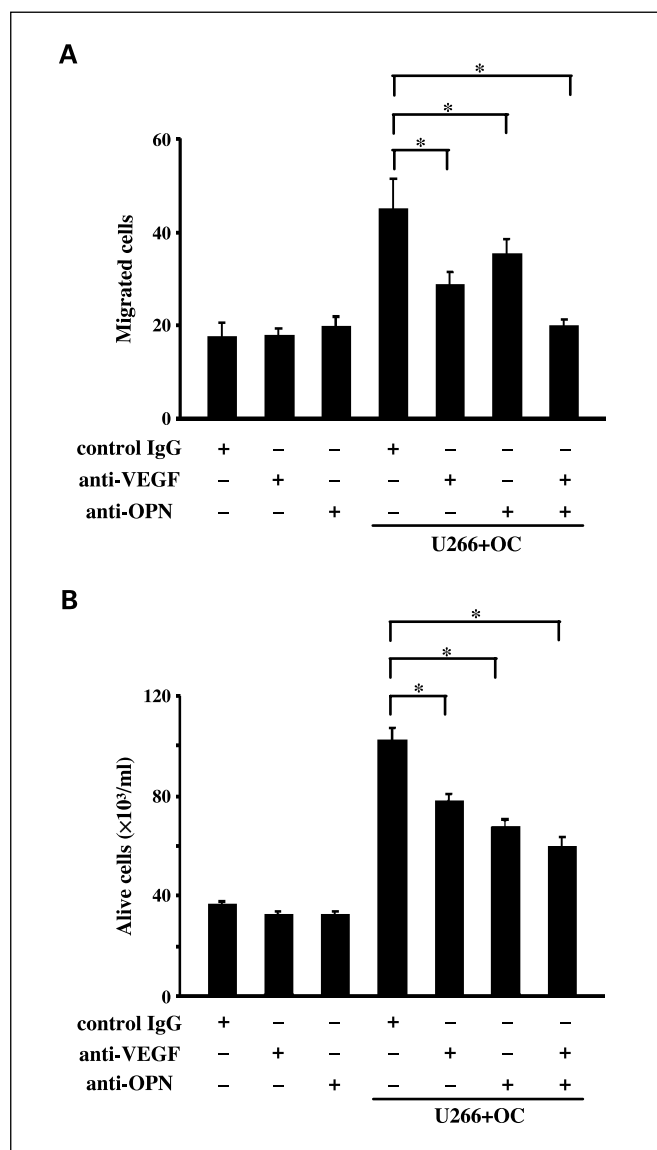 A
*
*
*
60
40
20
0
Migrated cells
control IgG + – – + – – –
anti-VEGF – + – – + – +
anti-OPN – – + – – + +
U266+OC
B
*
*
*
120
80
40
0
Alive cells (×10³/ml)
control IgG + – – + – – –
anti-VEGF – + – – + – +
anti-OPN – – + – – + +
U266+OC